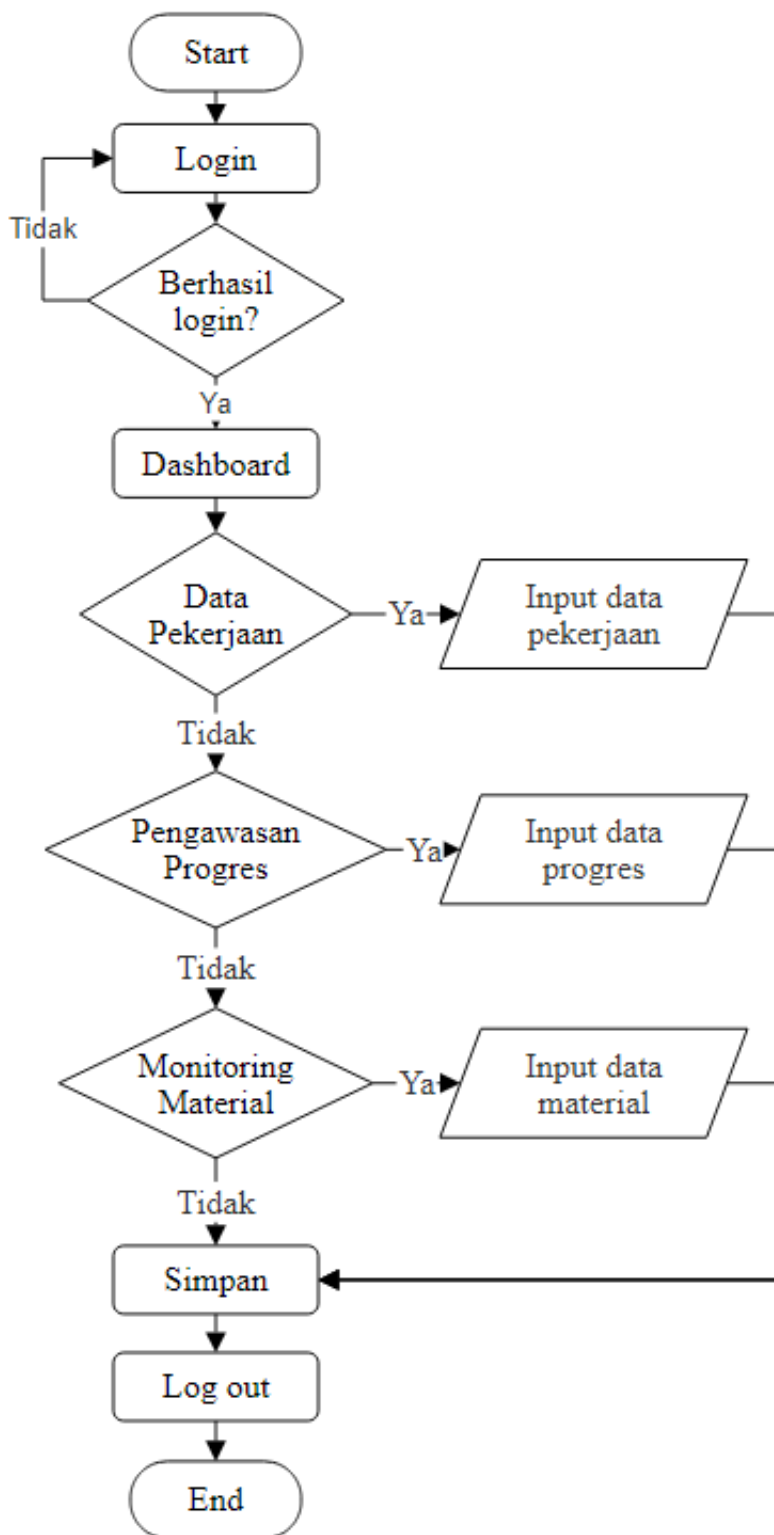 Start
Login
Tidak
Berhasil
login?
Ya
Dashboard
Data
Pekerjaan
Ya
Input data
pekerjaan
Tidak
Pengawasan
Progres
Ya
Input data
progres
Tidak
Monitoring
Material
Ya
Input data
material
Tidak
Simpan
Log out
End